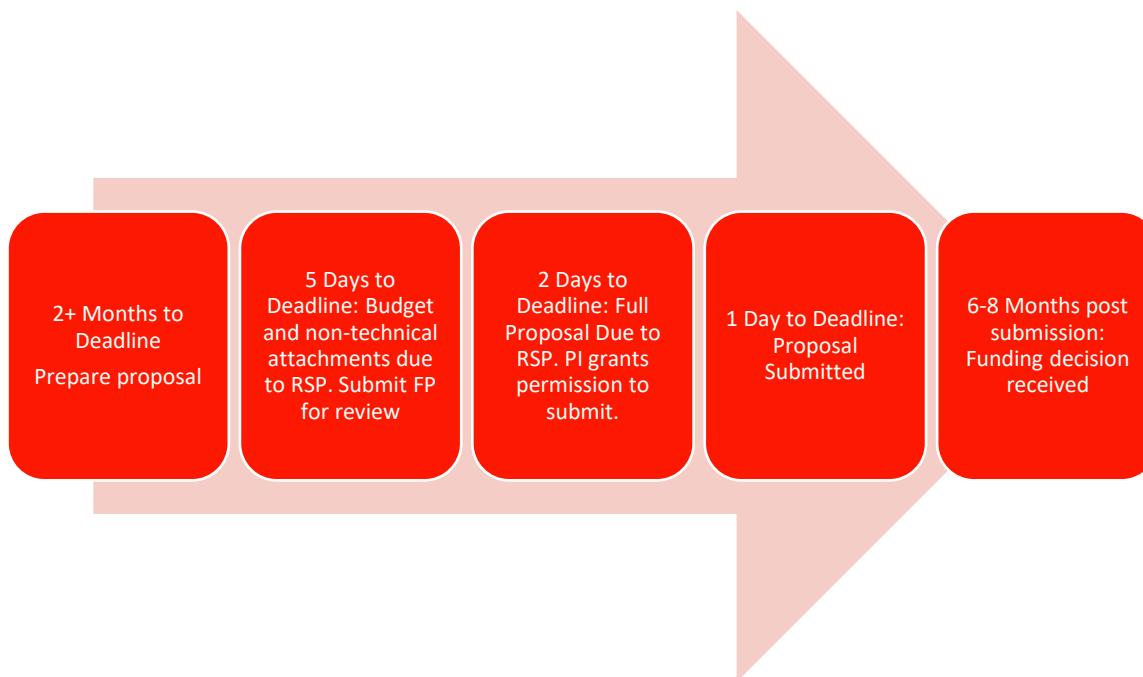 2+ Months to
Deadline
Prepare proposal
5 Days to
Deadline: Budget
and non-technical
attachments due
to RSP. Submit FP
for review
2 Days to
Deadline: Full
Proposal Due to
RSP. PI grants
permission to
submit.
1 Day to Deadline:
Proposal
Submitted
6-8 Months post
submission:
Funding decision
received